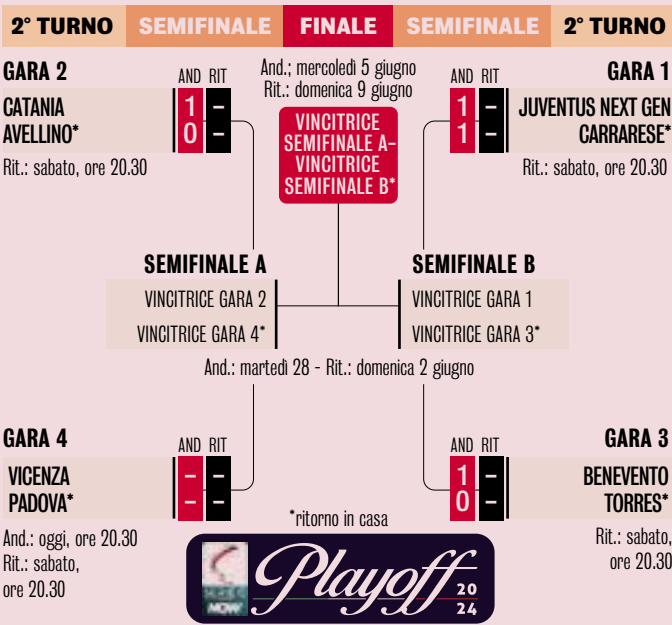 2° TURNO SEMIFINALE FINALE SEMIFINALE 2° TURNO
GARA 2
AND RIT
CATANIA 1 –
AVELLINO* 0 –
Rit.: sabato, ore 20.30
And.; mercoledì 5 giugno
Rit.: domenica 9 giugno
VINCITRICE
SEMIFINALE A–
VINCITRICE
SEMIFINALE B*
AND RIT
GARA 1
1 – JUVENTUS NEXT GEN
1 – CARRARESE*
Rit.: sabato, ore 20.30
SEMIFINALE A
VINCITRICE GARA 2
VINCITRICE GARA 4*
SEMIFINALE B
VINCITRICE GARA 1
VINCITRICE GARA 3*
And.: martedì 28 - Rit.: domenica 2 giugno
GARA 4
AND RIT
VICENZA – –
PADOVA* – –
And.: oggi, ore 20.30
Rit.: sabato,
ore 20.30
AND RIT
GARA 3
1 – BENEVENTO
0 – TORRES*
Rit.: sabato,
ore 20.30
*ritorno in casa
NOW
Playoff
20
24